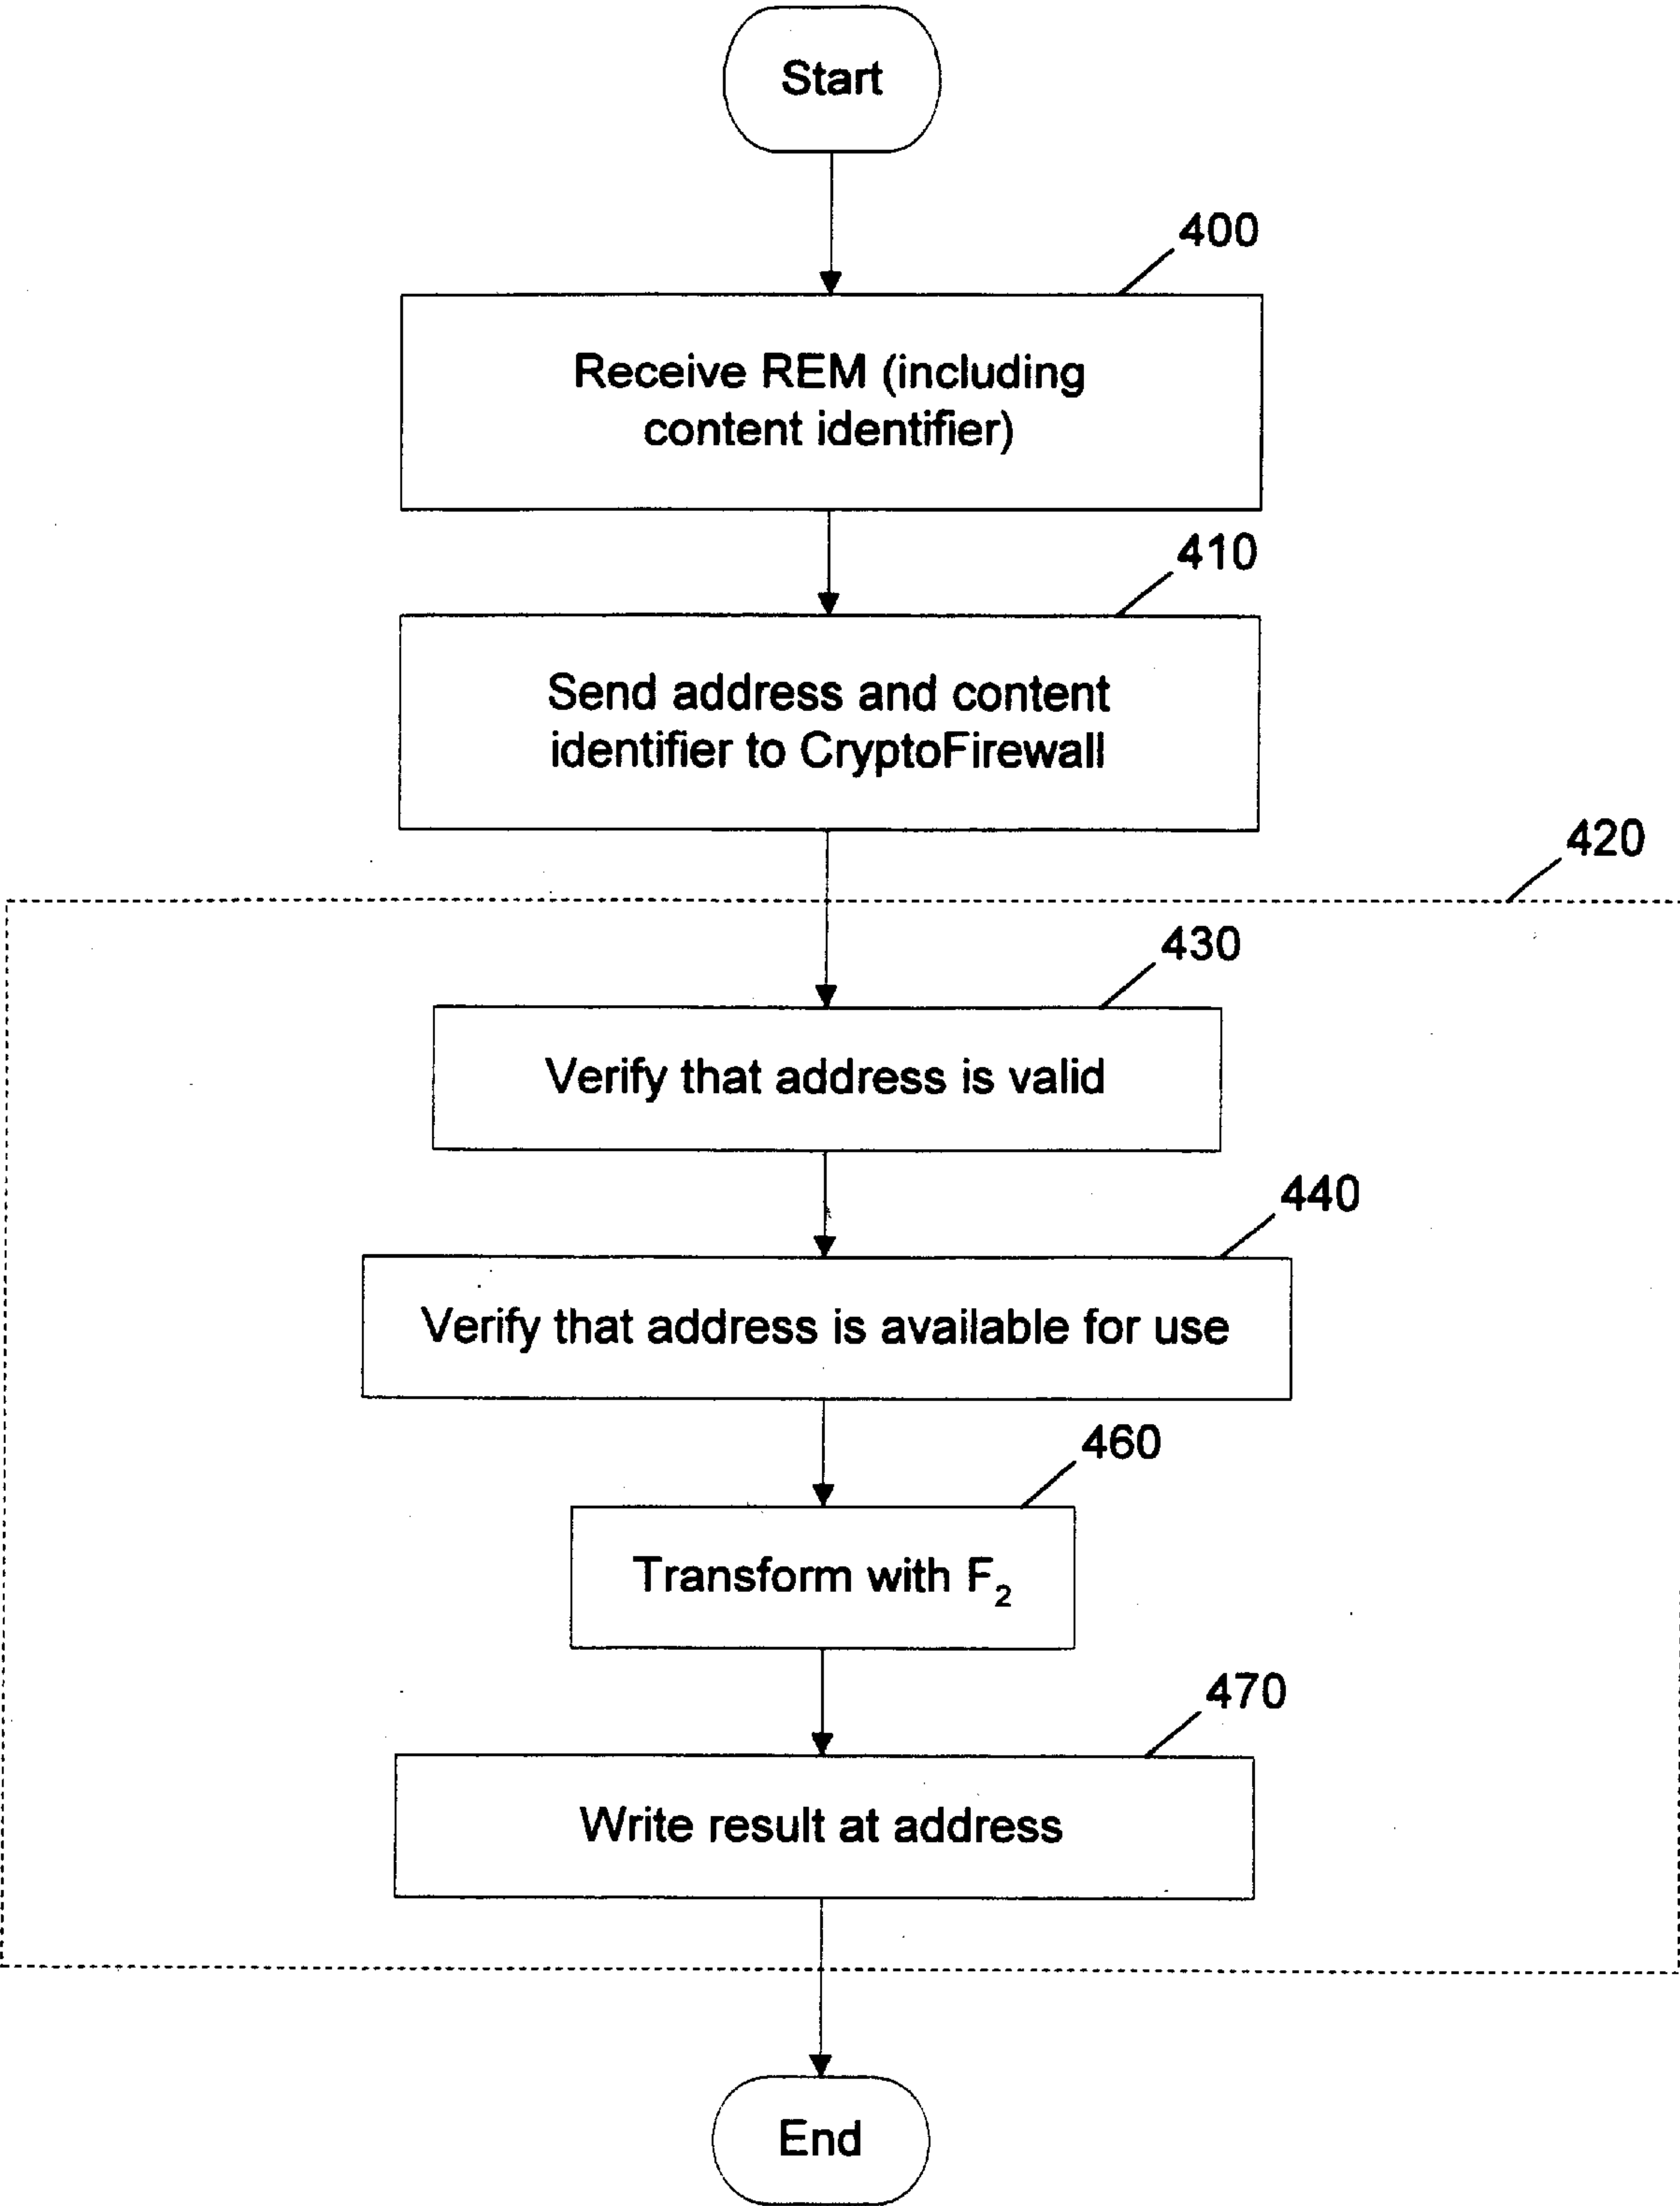 Start
400
Receive REM (including
content identifier)
410
Send address and content
identifier to CryptoFirewall
420
430
Verify that address is valid
440
Verify that address is available for use
460
Transform with F₂
470
Write result at address
End